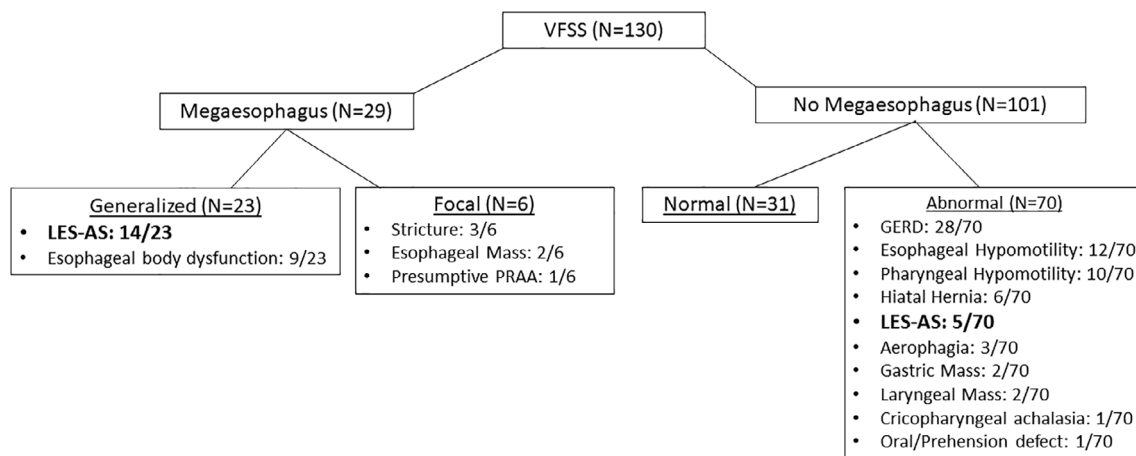 VFSS (N=130)
Megaesophagus (N=29)
No Megaesophagus (N=101)
Generalized (N=23)
• LES-AS: 14/23
• Esophageal body dysfunction: 9/23
Focal (N=6)
• Stricture: 3/6
• Esophageal Mass: 2/6
• Presumptive PRAA: 1/6
Normal (N=31)
Abnormal (N=70)
• GERD: 28/70
• Esophageal Hypomotility: 12/70
• Pharyngeal Hypomotility: 10/70
• Hiatal Hernia: 6/70
• LES-AS: 5/70
• Aerophagia: 3/70
• Gastric Mass: 2/70
• Laryngeal Mass: 2/70
• Cricopharyngeal achalasia: 1/70
• Oral/Prehension defect: 1/70